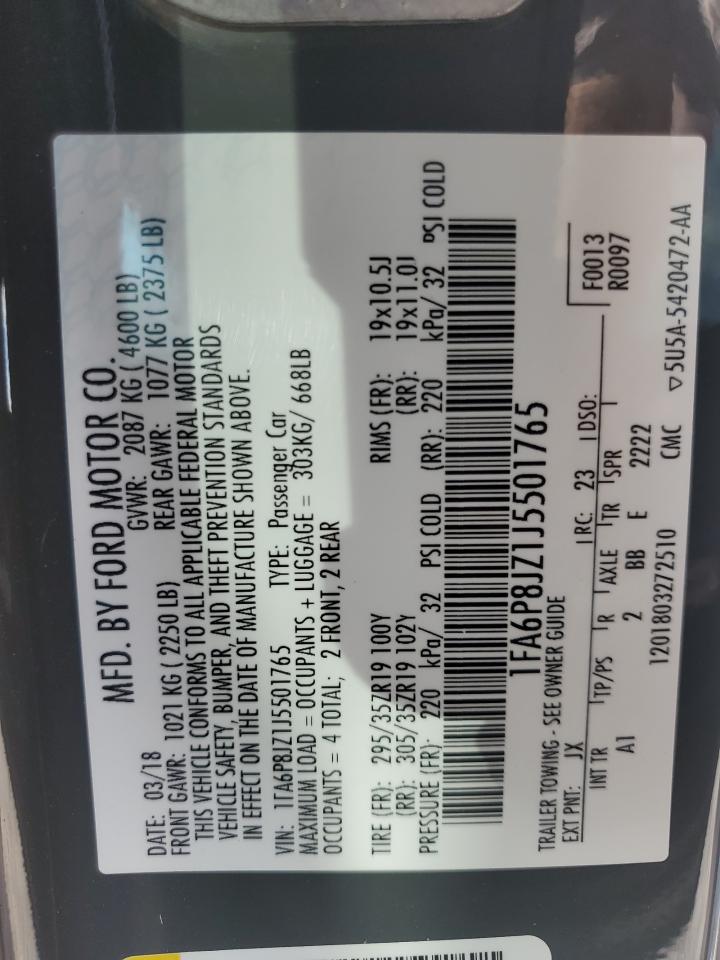 MFD. BY FORD MOTOR CO.
DATE: 03/18 GVWR: 2087 KG ( 4600 LB)
FRONT GAWR: 1021 KG ( 2250 LB) REAR GAWR: 1077 KG ( 2375 LB)
THIS VEHICLE CONFORMS TO ALL APPLICABLE FEDERAL MOTOR
VEHICLE SAFETY, BUMPER, AND THEFT PREVENTION STANDARDS
IN EFFECT ON THE DATE OF MANUFACTURE SHOWN ABOVE.
VIN: 1FA6P8JZ1J5501765 TYPE: Passenger Car
MAXIMUM LOAD = OCCUPANTS + LUGGAGE = 303KG/ 668LB
OCCUPANTS = 4 TOTAL; 2 FRONT, 2 REAR
TIRE (FR): 295/35ZR19 100Y RIMS (FR): 19x10.5J
(RR): 305/35ZR19 102Y (RR): 19x11.0J
PRESSURE (FR): 220 kPa/ 32 PSI COLD (RR): 220 kPa/ 32 PSI COLD
1FA6P8JZ1J5501765
TRAILER TOWING - SEE OWNER GUIDE F0013
EXT PNT: JX RC: 23 DSO: R0097
INT TR TP/PS R AXLE TR SPR
A1 2 BB E 2222
1201803272510 CMC ▽5U5A-5420472-AA